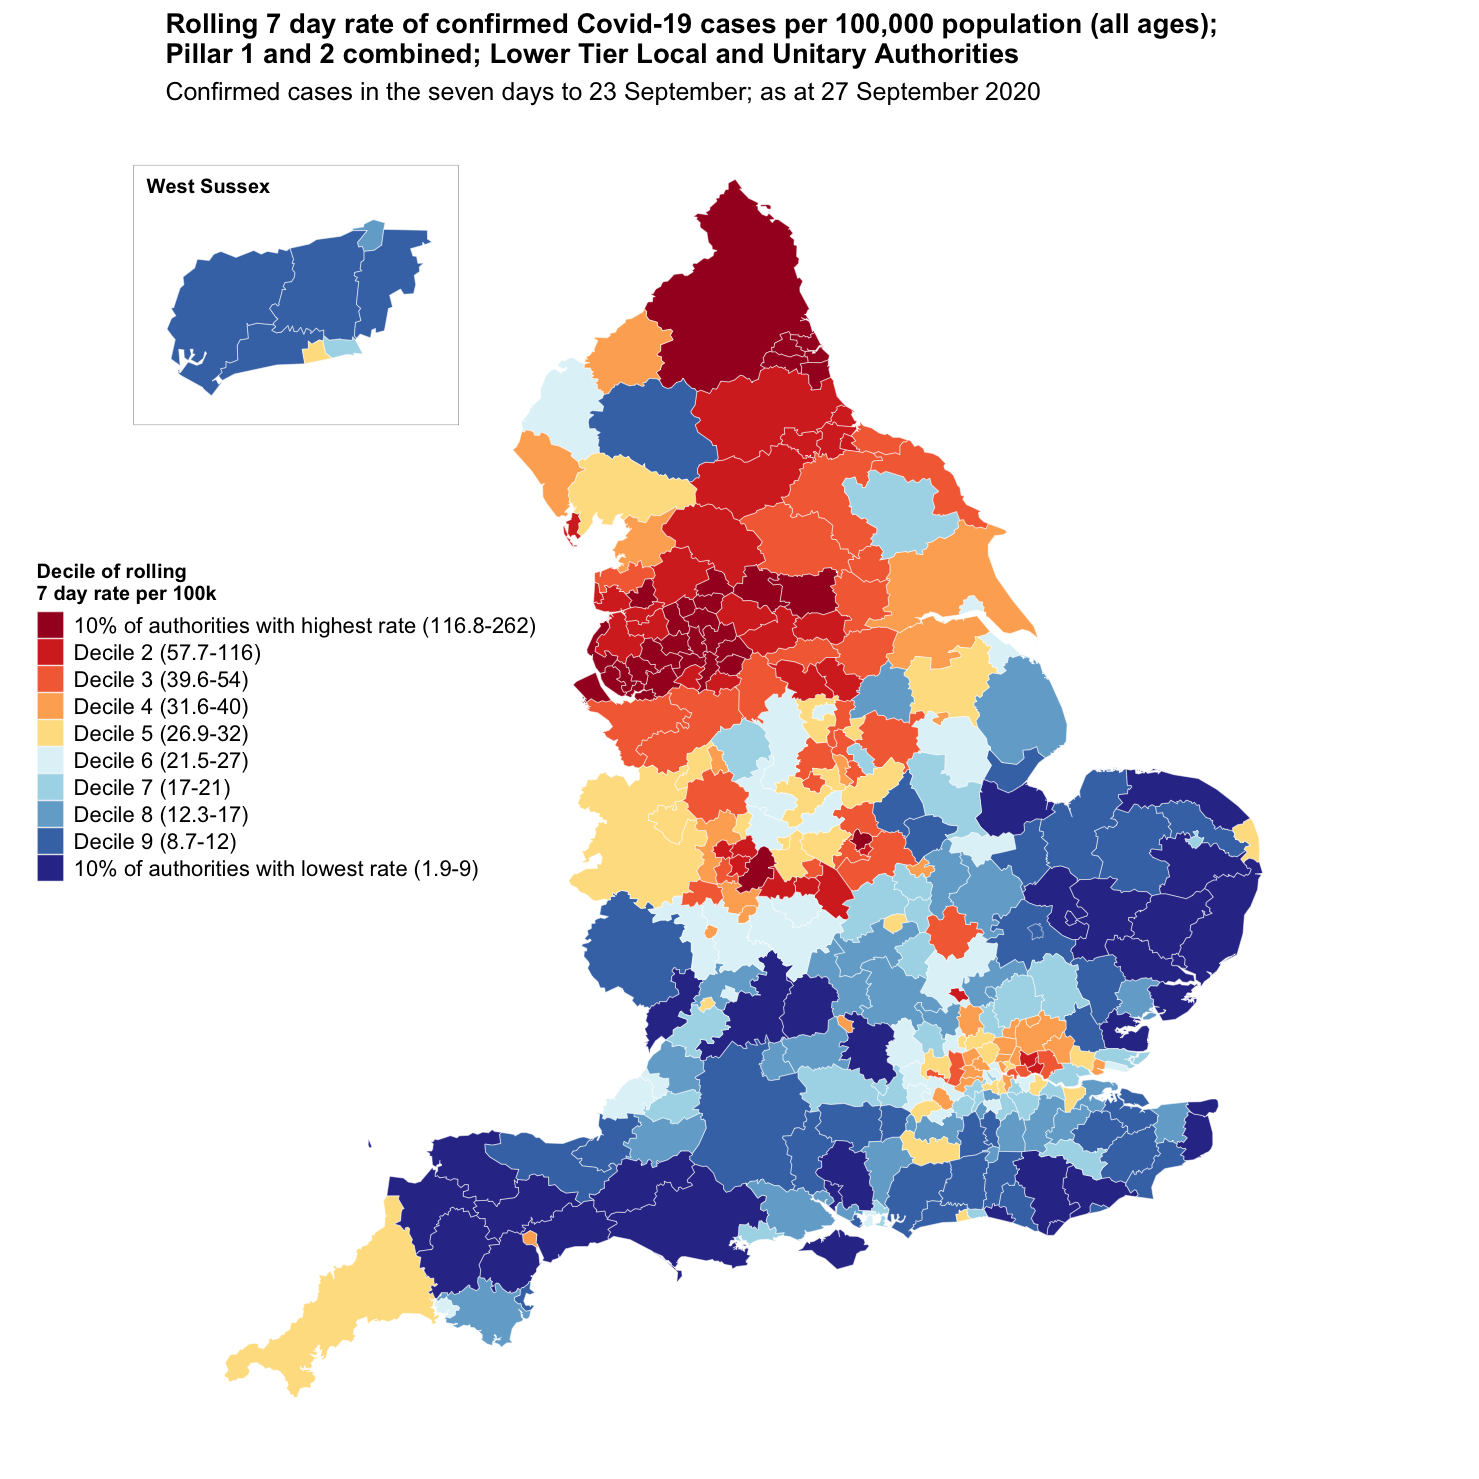 Rolling 7 day rate of confirmed Covid-19 cases per 100,000 population (all ages);
Pillar 1 and 2 combined; Lower Tier Local and Unitary Authorities
Confirmed cases in the seven days to 23 September; as at 27 September 2020
West Sussex
Decile of rolling
7 day rate per 100k
10% of authorities with highest rate (116.8-262)
Decile 2 (57.7-116)
Decile 3 (39.6-54)
Decile 4 (31.6-40)
Decile 5 (26.9-32)
Decile 6 (21.5-27)
Decile 7 (17-21)
Decile 8 (12.3-17)
Decile 9 (8.7-12)
10% of authorities with lowest rate (1.9-9)